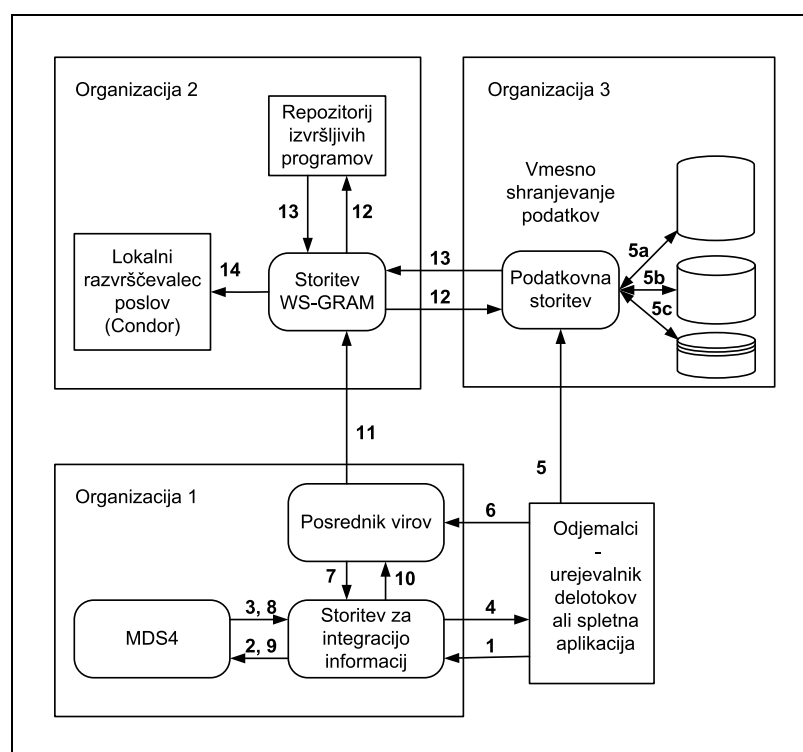 Organizacija 2
Repozitorij
izvršljivih
programov
13
12
Lokalni
razvrščevalec
poslov
(Condor)
14
Storitev
WS-GRAM
13
12
Organizacija 3
Vmesno
shranjevanje
podatkov
Podatkovna
storitev
5a
5b
5c
11
5
Organizacija 1
Posrednik virov
6
7
10
MDS4
3, 8
2, 9
Storitev za
integracijo
informacij
4
1
Odjemalci
-
urejevalnik
delotokov
ali spletna
aplikacija